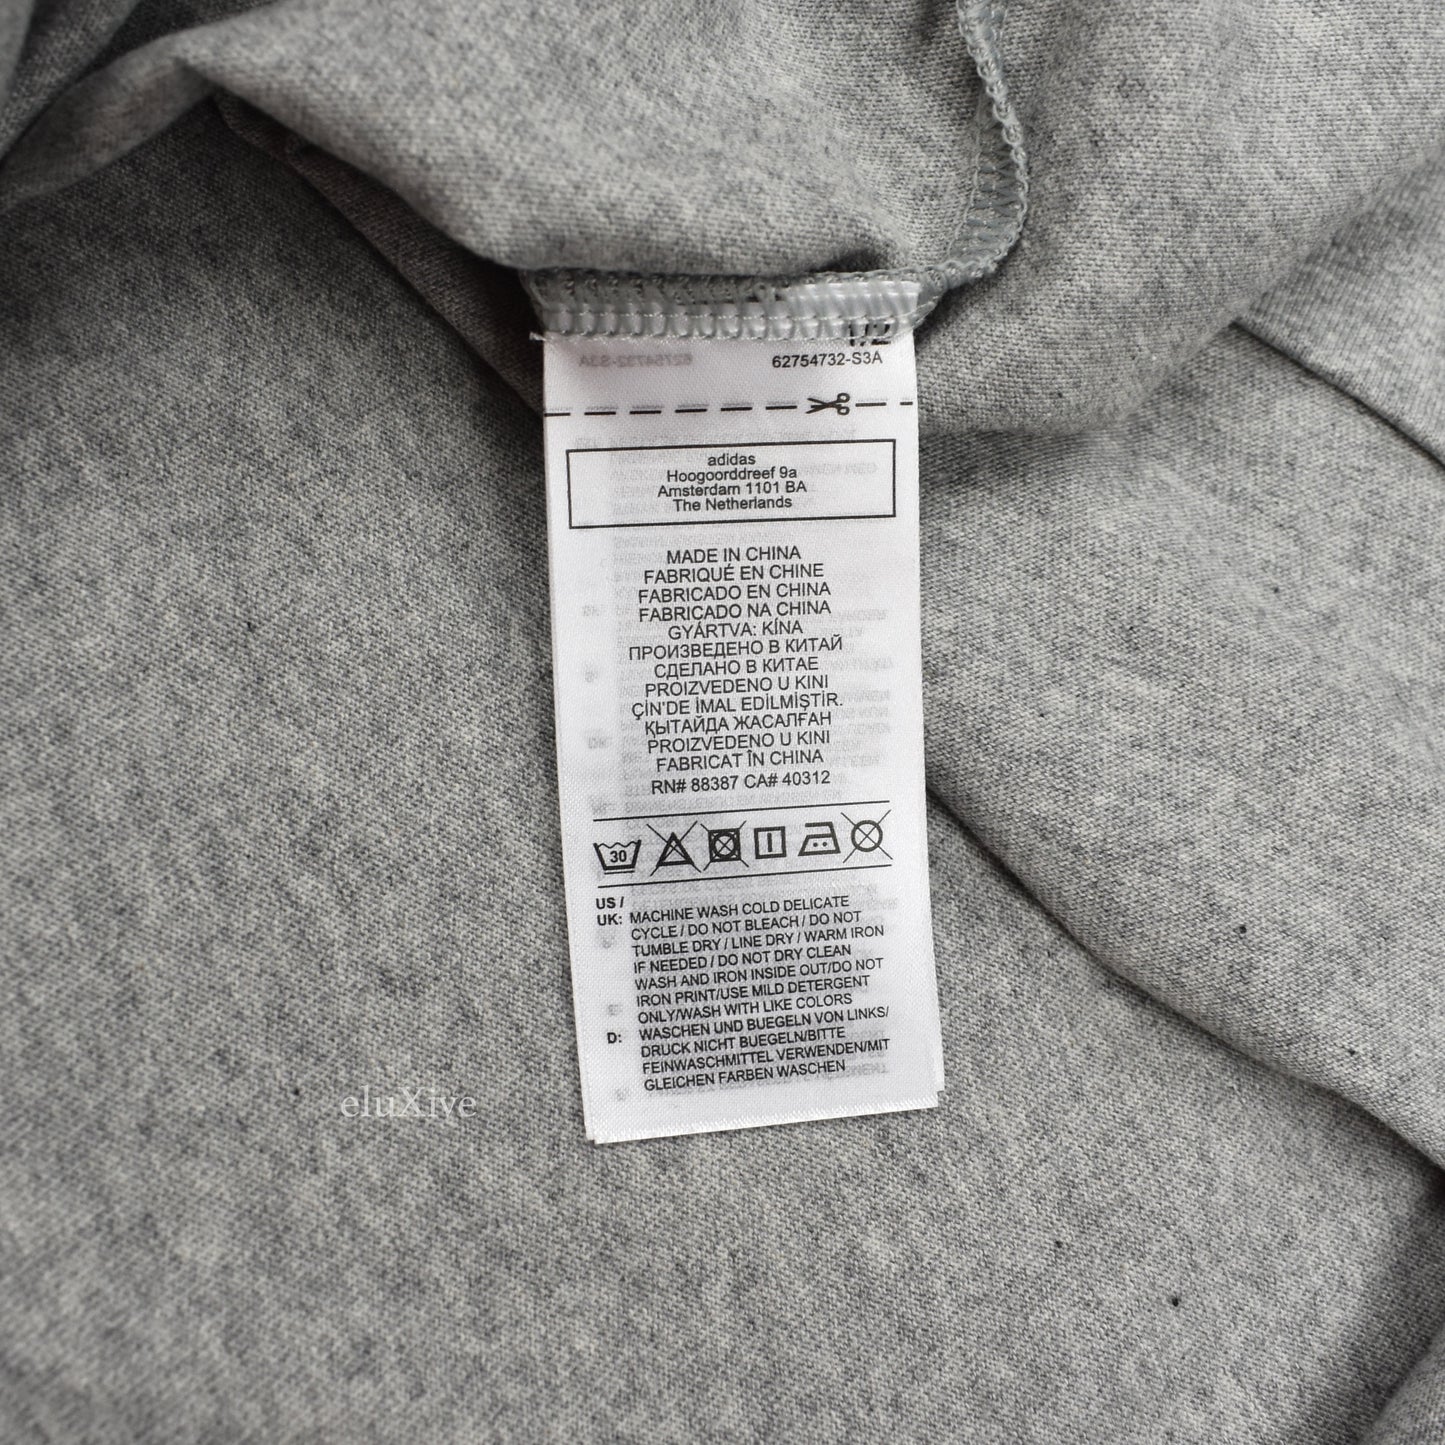 62754732-S3A
adidas
Hoogoorddreef 9a
Amsterdam 1101 BA
The Netherlands
MADE IN CHINA
FABRIQUÉ EN CHINE
FABRICADO EN CHINA
FABRICADO NA CHINA
GYÁRTVA: KÍNA
ПРОИЗВЕДЕНО В КИТАЙ
СДЕЛАНО В КИТАЕ
PROIZVEDENO U KINI
ÇİN'DE İMAL EDİLMİŞTİR.
ҚЫТАЙДА ЖАСАЛҒАН
PROIZVEDENO U KINI
FABRICAT ÎN CHINA
RN# 88387 CA# 40312
30
US /
UK: MACHINE WASH COLD DELICATE
CYCLE / DO NOT BLEACH / DO NOT
TUMBLE DRY / LINE DRY / WARM IRON
IF NEEDED / DO NOT DRY CLEAN
WASH AND IRON INSIDE OUT/DO NOT
IRON PRINT/USE MILD DETERGENT
ONLY/WASH WITH LIKE COLORS
D: WASCHEN UND BUEGELN VON LINKS/
DRUCK NICHT BUEGELN/BITTE
FEINWASCHMITTEL VERWENDEN/MIT
GLEICHEN FARBEN WASCHEN
eluXive